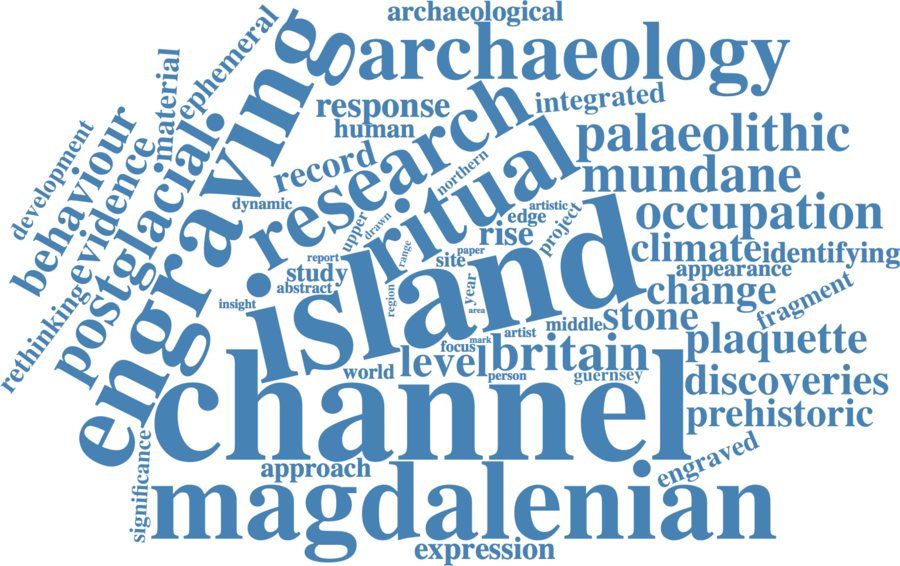 archaeological
archaeology
engraving
ephemeral
material
response
human
integrated
development
behaviour
postglacial
evidence
rethinking
record
research
dynamic
palaeolithic
mundane
northern
ritual
upper
drawn
range
artistic
edge
project
rise
occupation
climate
identifying
appearance
report
study
abstract
site
paper
island
change
fragment
insight
region
year
area
middle
stone
artist
mark
focus
plaquette
level
britain
world
person
guernsey
discoveries
channel
prehistoric
significance
approach
engraved
magdalenian
expression